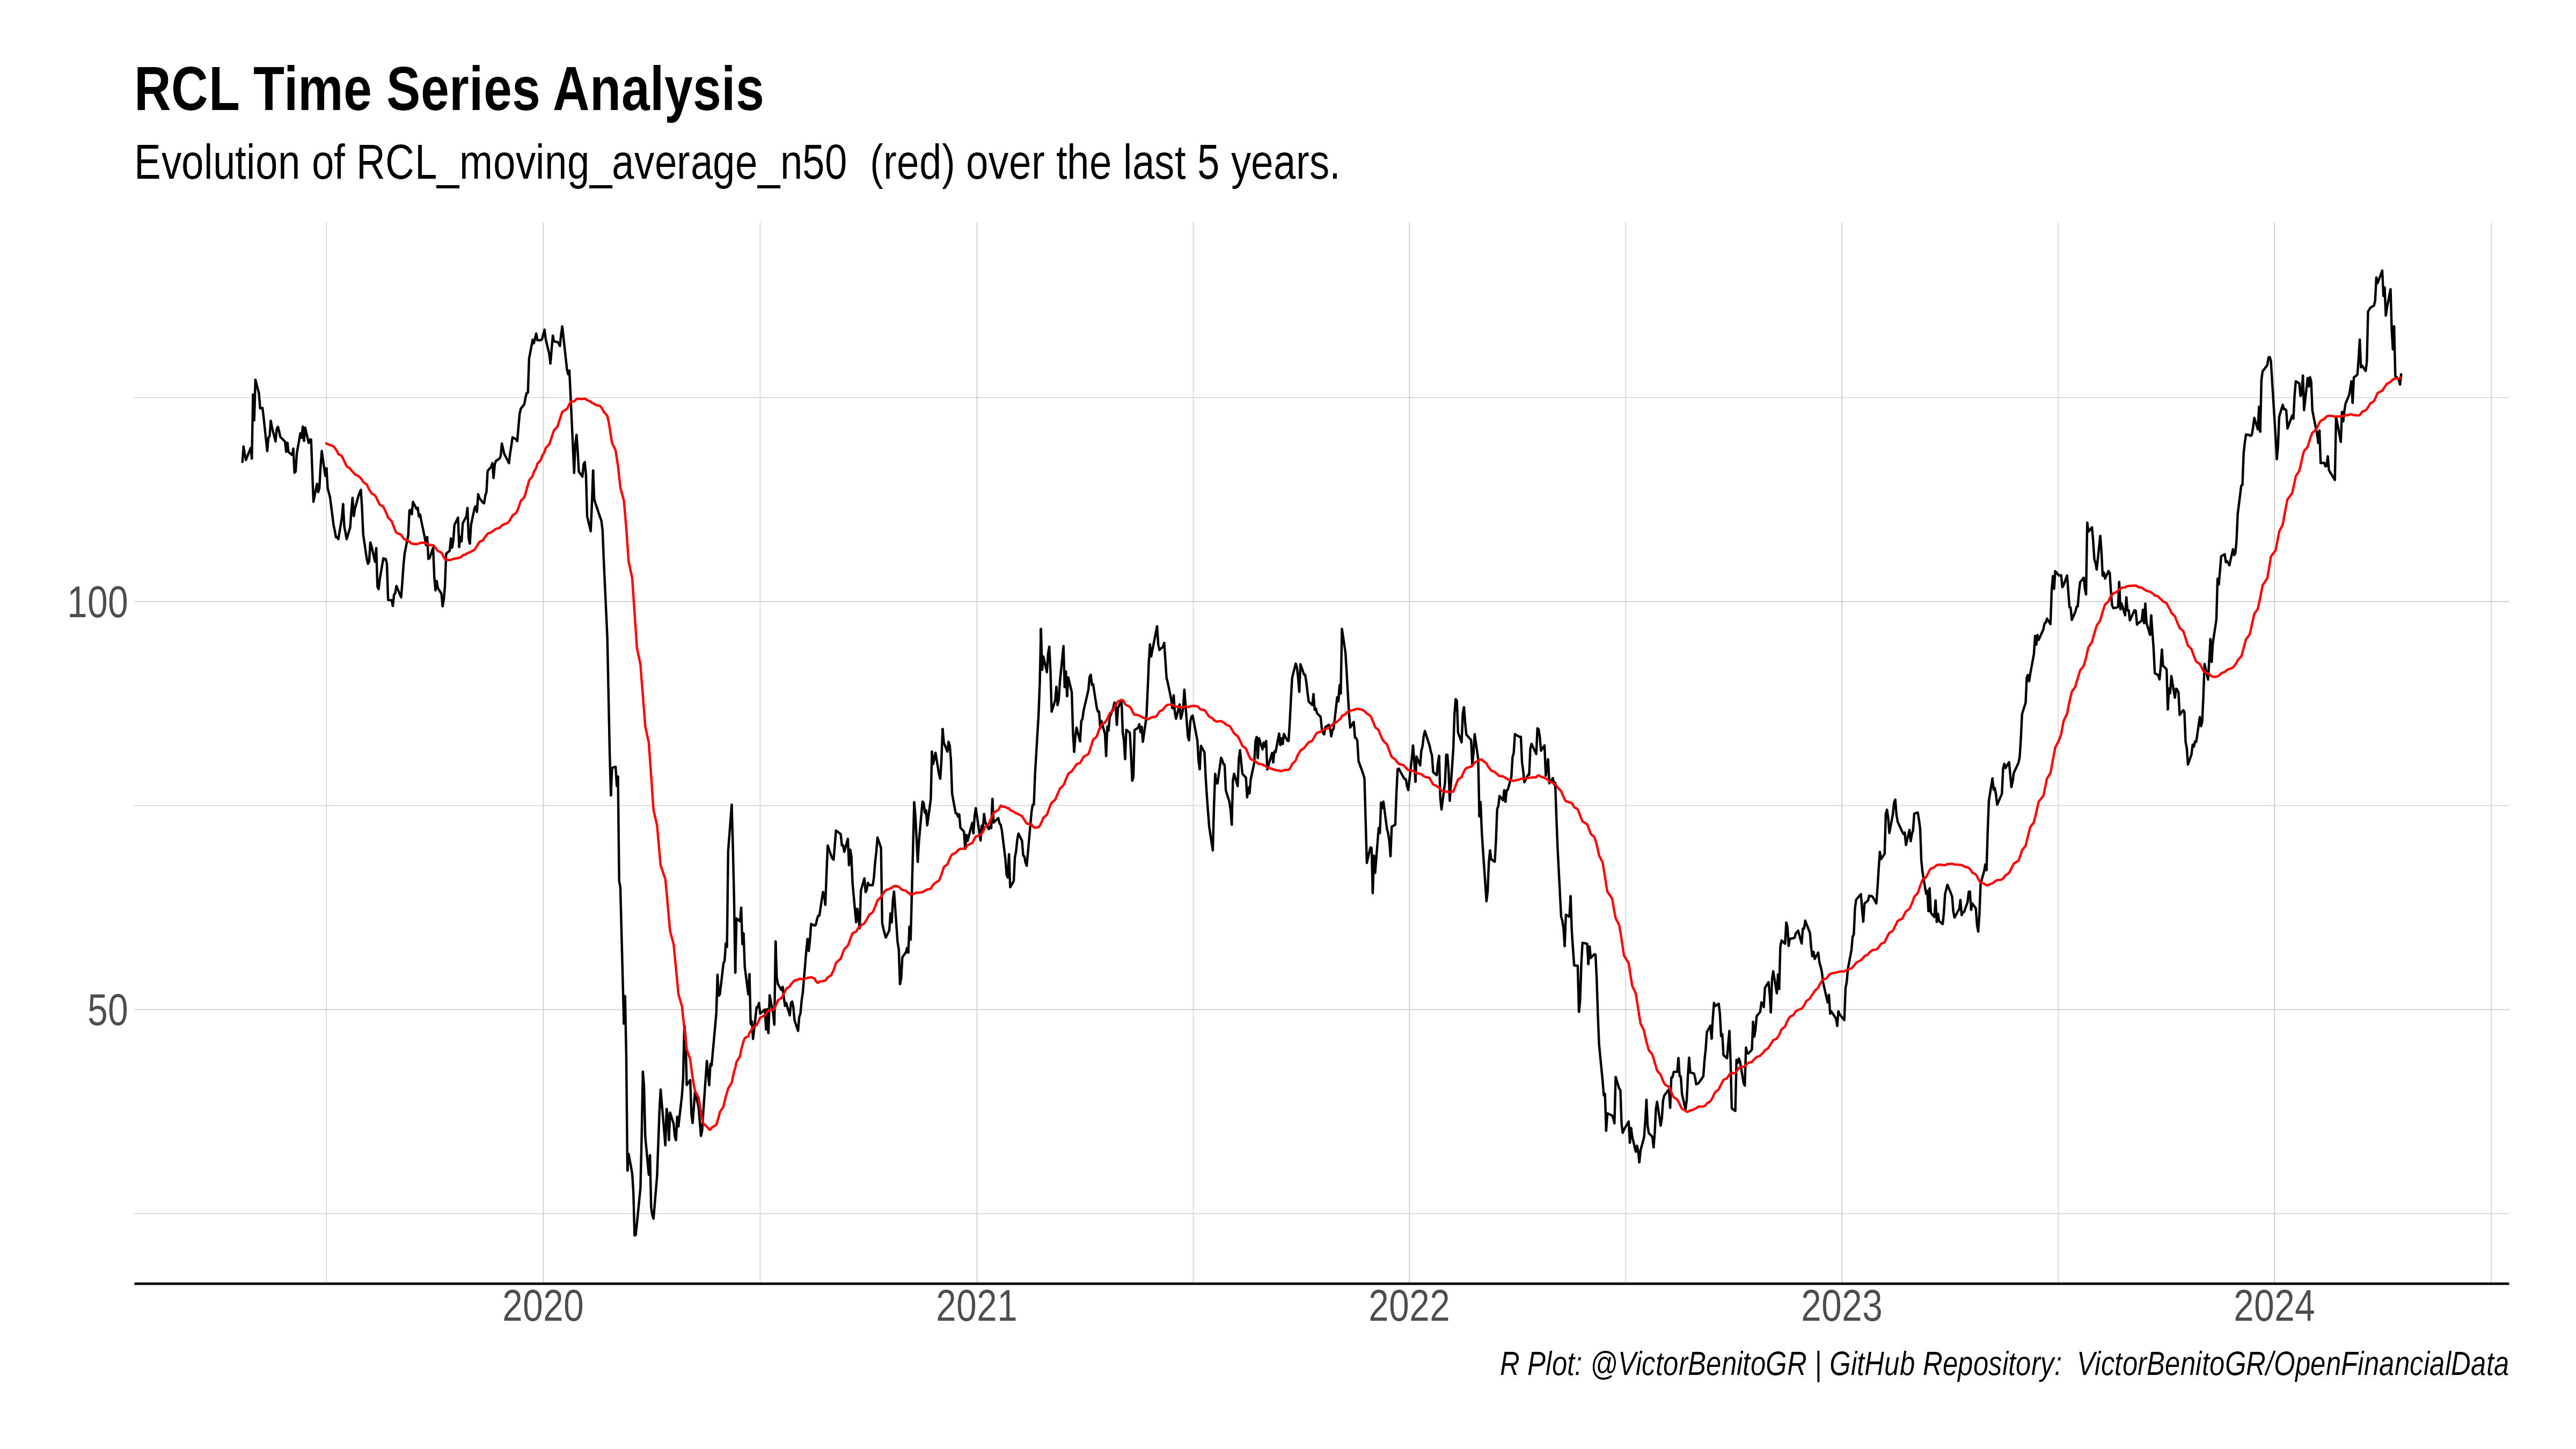 RCL Time Series Analysis
Evolution of RCL_moving_average_n50  (red) over the last 5 years.
100
50
2020 2021 2022 2023 2024
R Plot: @VictorBenitoGR | GitHub Repository:  VictorBenitoGR/OpenFinancialData